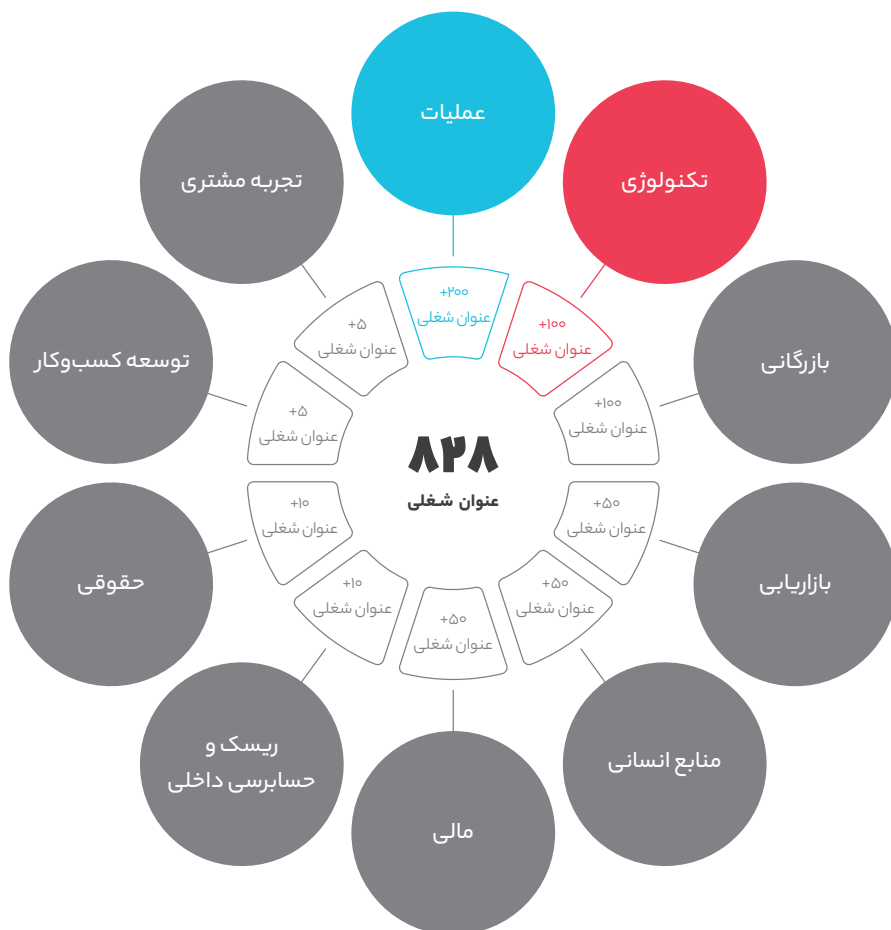 عملیات
+۲۰۰
عنوان شغلی
تکنولوژی
+۱۰۰
عنوان شغلی
بازرگانی
+۱۰۰
عنوان شغلی
بازاریابی
+۵۰
عنوان شغلی
منابع انسانی
+۵۰
عنوان شغلی
مالی
+۵۰
عنوان شغلی
ریسک و
حسابرسی داخلی
+۱۰
عنوان شغلی
حقوقی
+۱۰
عنوان شغلی
توسعه کسب‌وکار
+۵
عنوان شغلی
تجربه مشتری
+۵
عنوان شغلی
۸۲۸
عنوان شغلی